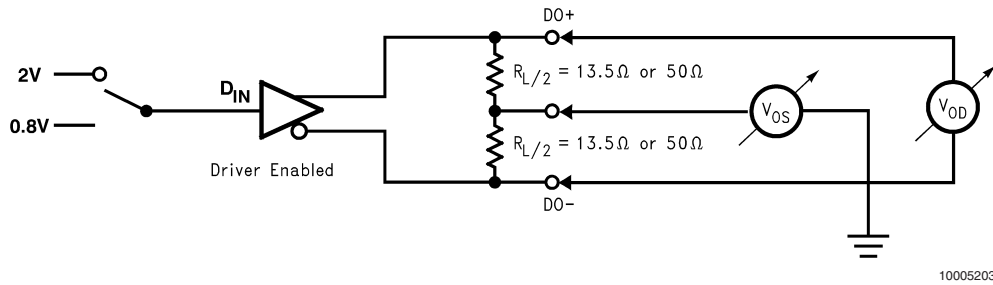 DO+
2V
D_IN
R_L/2 = 13.5Ω or 50Ω
V_OS
V_OD
0.8V
R_L/2 = 13.5Ω or 50Ω
Driver Enabled
DO−
10005203